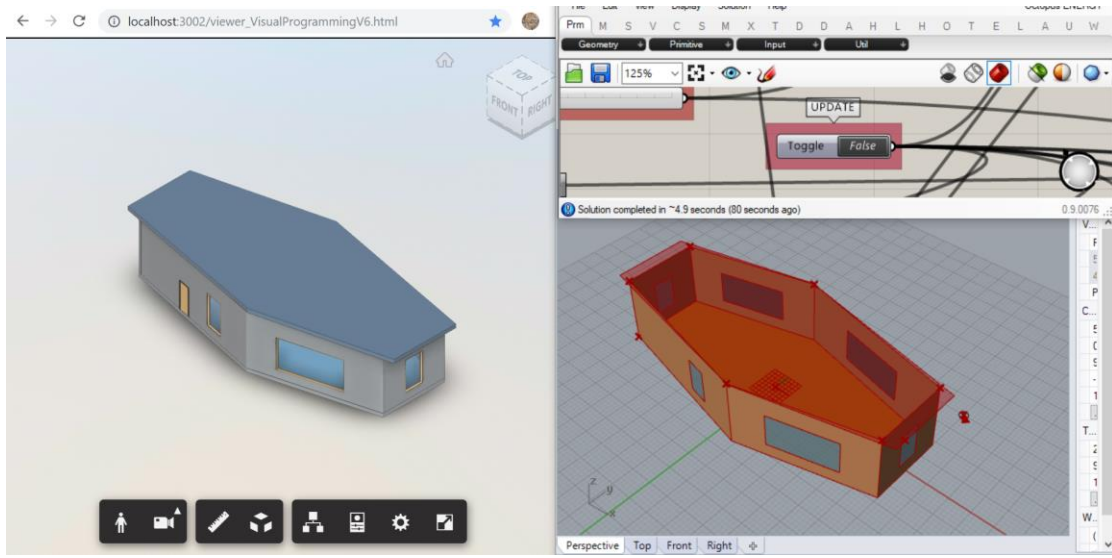 localhost:3002/viewer_VisualProgrammingV6.html
TOP
FRONT
RIGHT
File Edit View Display Solution Help
Octopus ENERGY
Prm M S V C S M X T D D A H L H O T E L A U W
Geometry Primitive Input Util
125%
UPDATE
Toggle False
Solution completed in ~4.9 seconds (80 seconds ago)
0.9.0076
V...
P
C...
T...
W...
z
y
x
Perspective Top Front Right